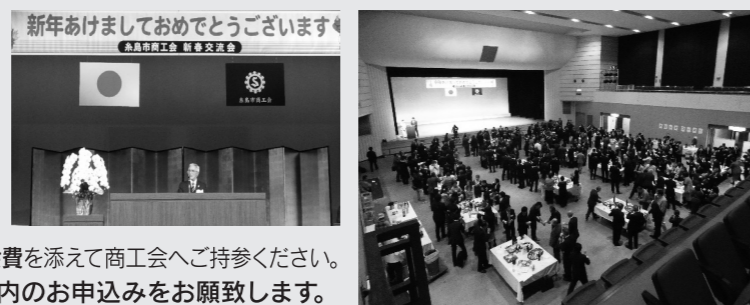 新年あけましておめでとうございます
糸島市商工会 新春交流会
S
糸島市商工会
費を添えて商工会へご持参ください。
内のお申込みをお願致します。